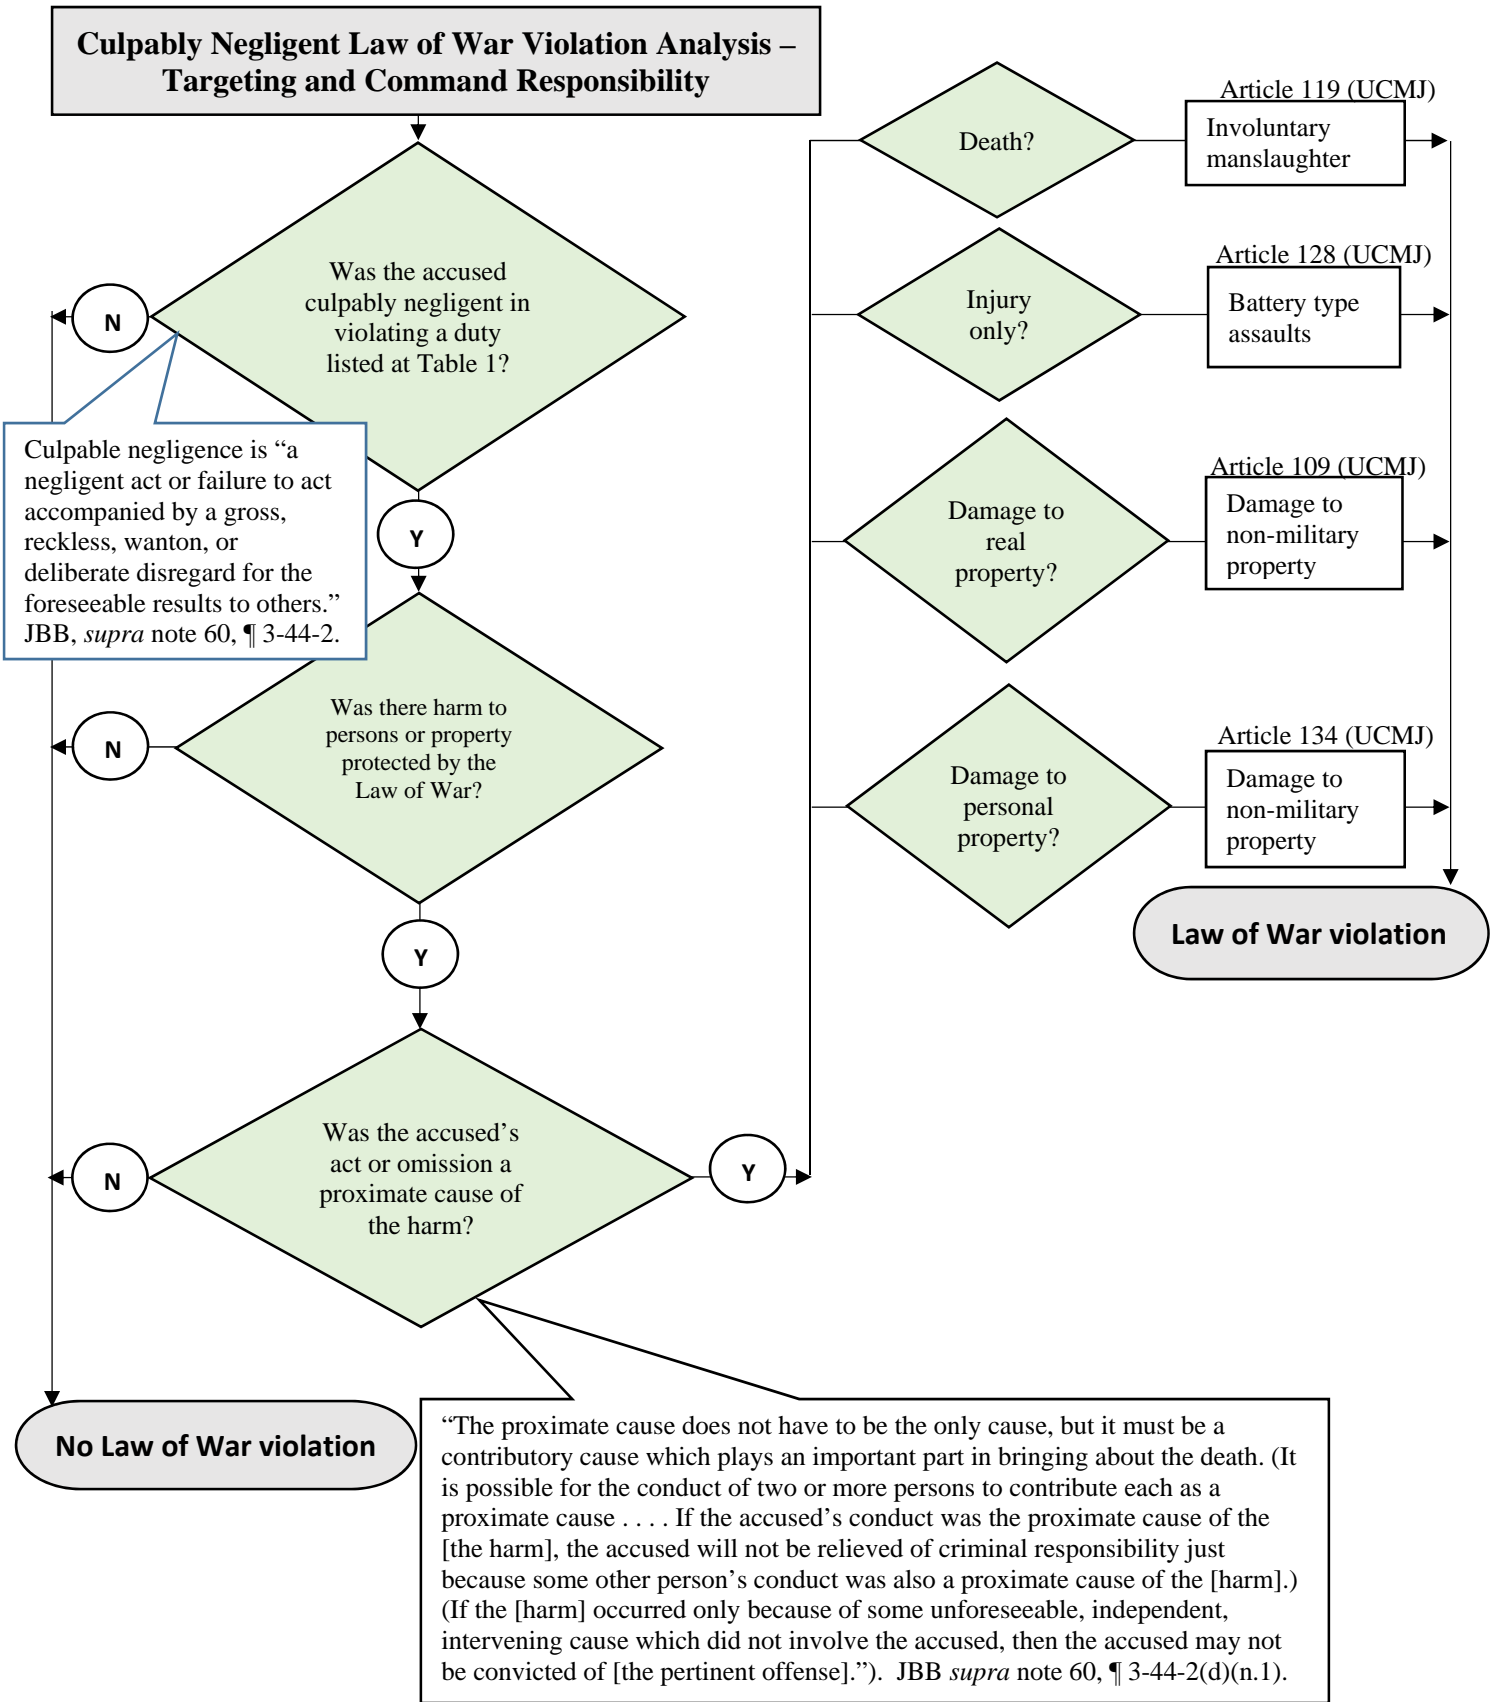 Culpably Negligent Law of War Violation Analysis –
Targeting and Command Responsibility
Was the accused
culpably negligent in
violating a duty
listed at Table 1?
N
Culpable negligence is “a
negligent act or failure to act
accompanied by a gross,
reckless, wanton, or
deliberate disregard for the
foreseeable results to others.”
JBB, supra note 60, ¶ 3-44-2.
Y
Was there harm to
persons or property
protected by the
Law of War?
N
Y
Was the accused’s
act or omission a
proximate cause of
the harm?
N
Y
No Law of War violation
“The proximate cause does not have to be the only cause, but it must be a
contributory cause which plays an important part in bringing about the death. (It
is possible for the conduct of two or more persons to contribute each as a
proximate cause . . . . If the accused’s conduct was the proximate cause of the
[the harm], the accused will not be relieved of criminal responsibility just
because some other person’s conduct was also a proximate cause of the [harm].)
(If the [harm] occurred only because of some unforeseeable, independent,
intervening cause which did not involve the accused, then the accused may not
be convicted of [the pertinent offense].”). JBB supra note 60, ¶ 3-44-2(d)(n.1).
Death?
Article 119 (UCMJ)
Involuntary
manslaughter
Injury
only?
Article 128 (UCMJ)
Battery type
assaults
Damage to
real
property?
Article 109 (UCMJ)
Damage to
non-military
property
Damage to
personal
property?
Article 134 (UCMJ)
Damage to
non-military
property
Law of War violation